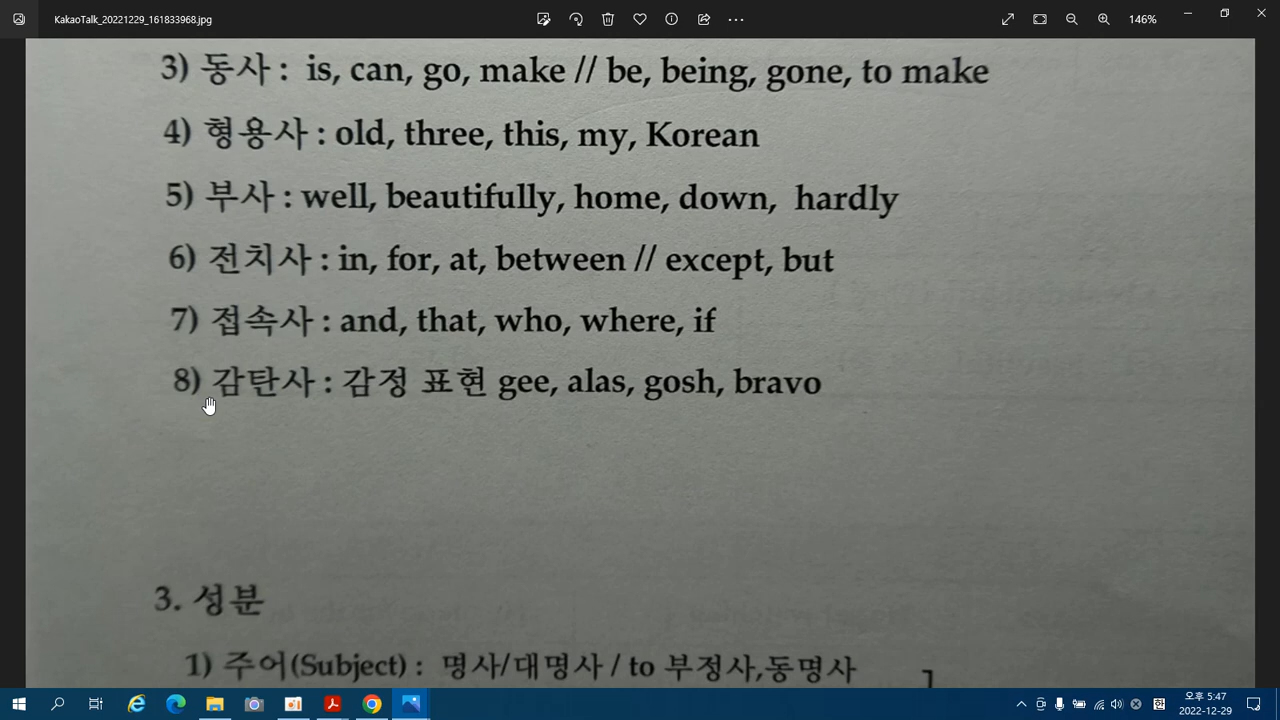 KakaoTalk_20221229_161833968.jpg
146%
3) 동사 : is, can, go, make // be, being, gone, to make
4) 형용사 : old, three, this, my, Korean
5) 부사 : well, beautifully, home, down, hardly
6) 전치사 : in, for, at, between // except, but
7) 접속사 : and, that, who, where, if
8) 감탄사 : 감정 표현 gee, alas, gosh, bravo
3. 성분
1) 주어(Subject) : 명사/대명사 / to 부정사,동명사
한
오후 5:47
2022-12-29